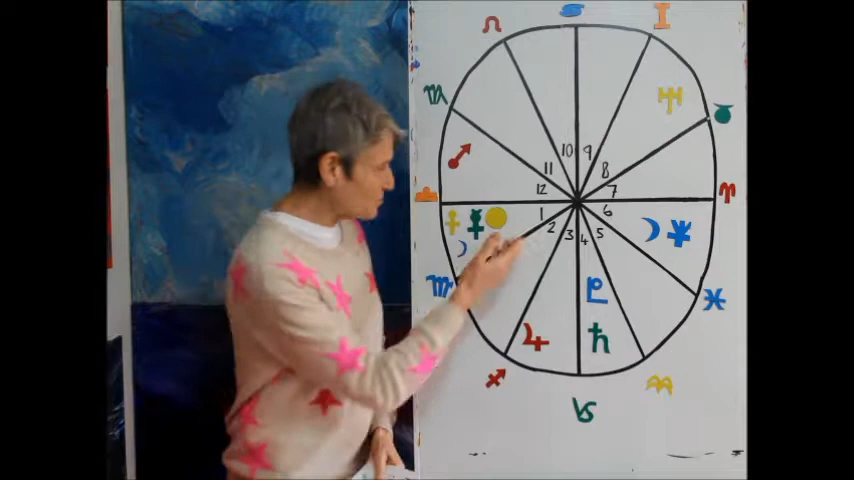 ♌ ♋ ♊
♍ ♅ ♉
10 9
♂ 11 8
12 7
♎ ♈
♀ ☿ 1 6 ☽ ♆
☽ 2 3 4 5
♏ ♇ ♓
♃ ♄
♐ ♒
♑